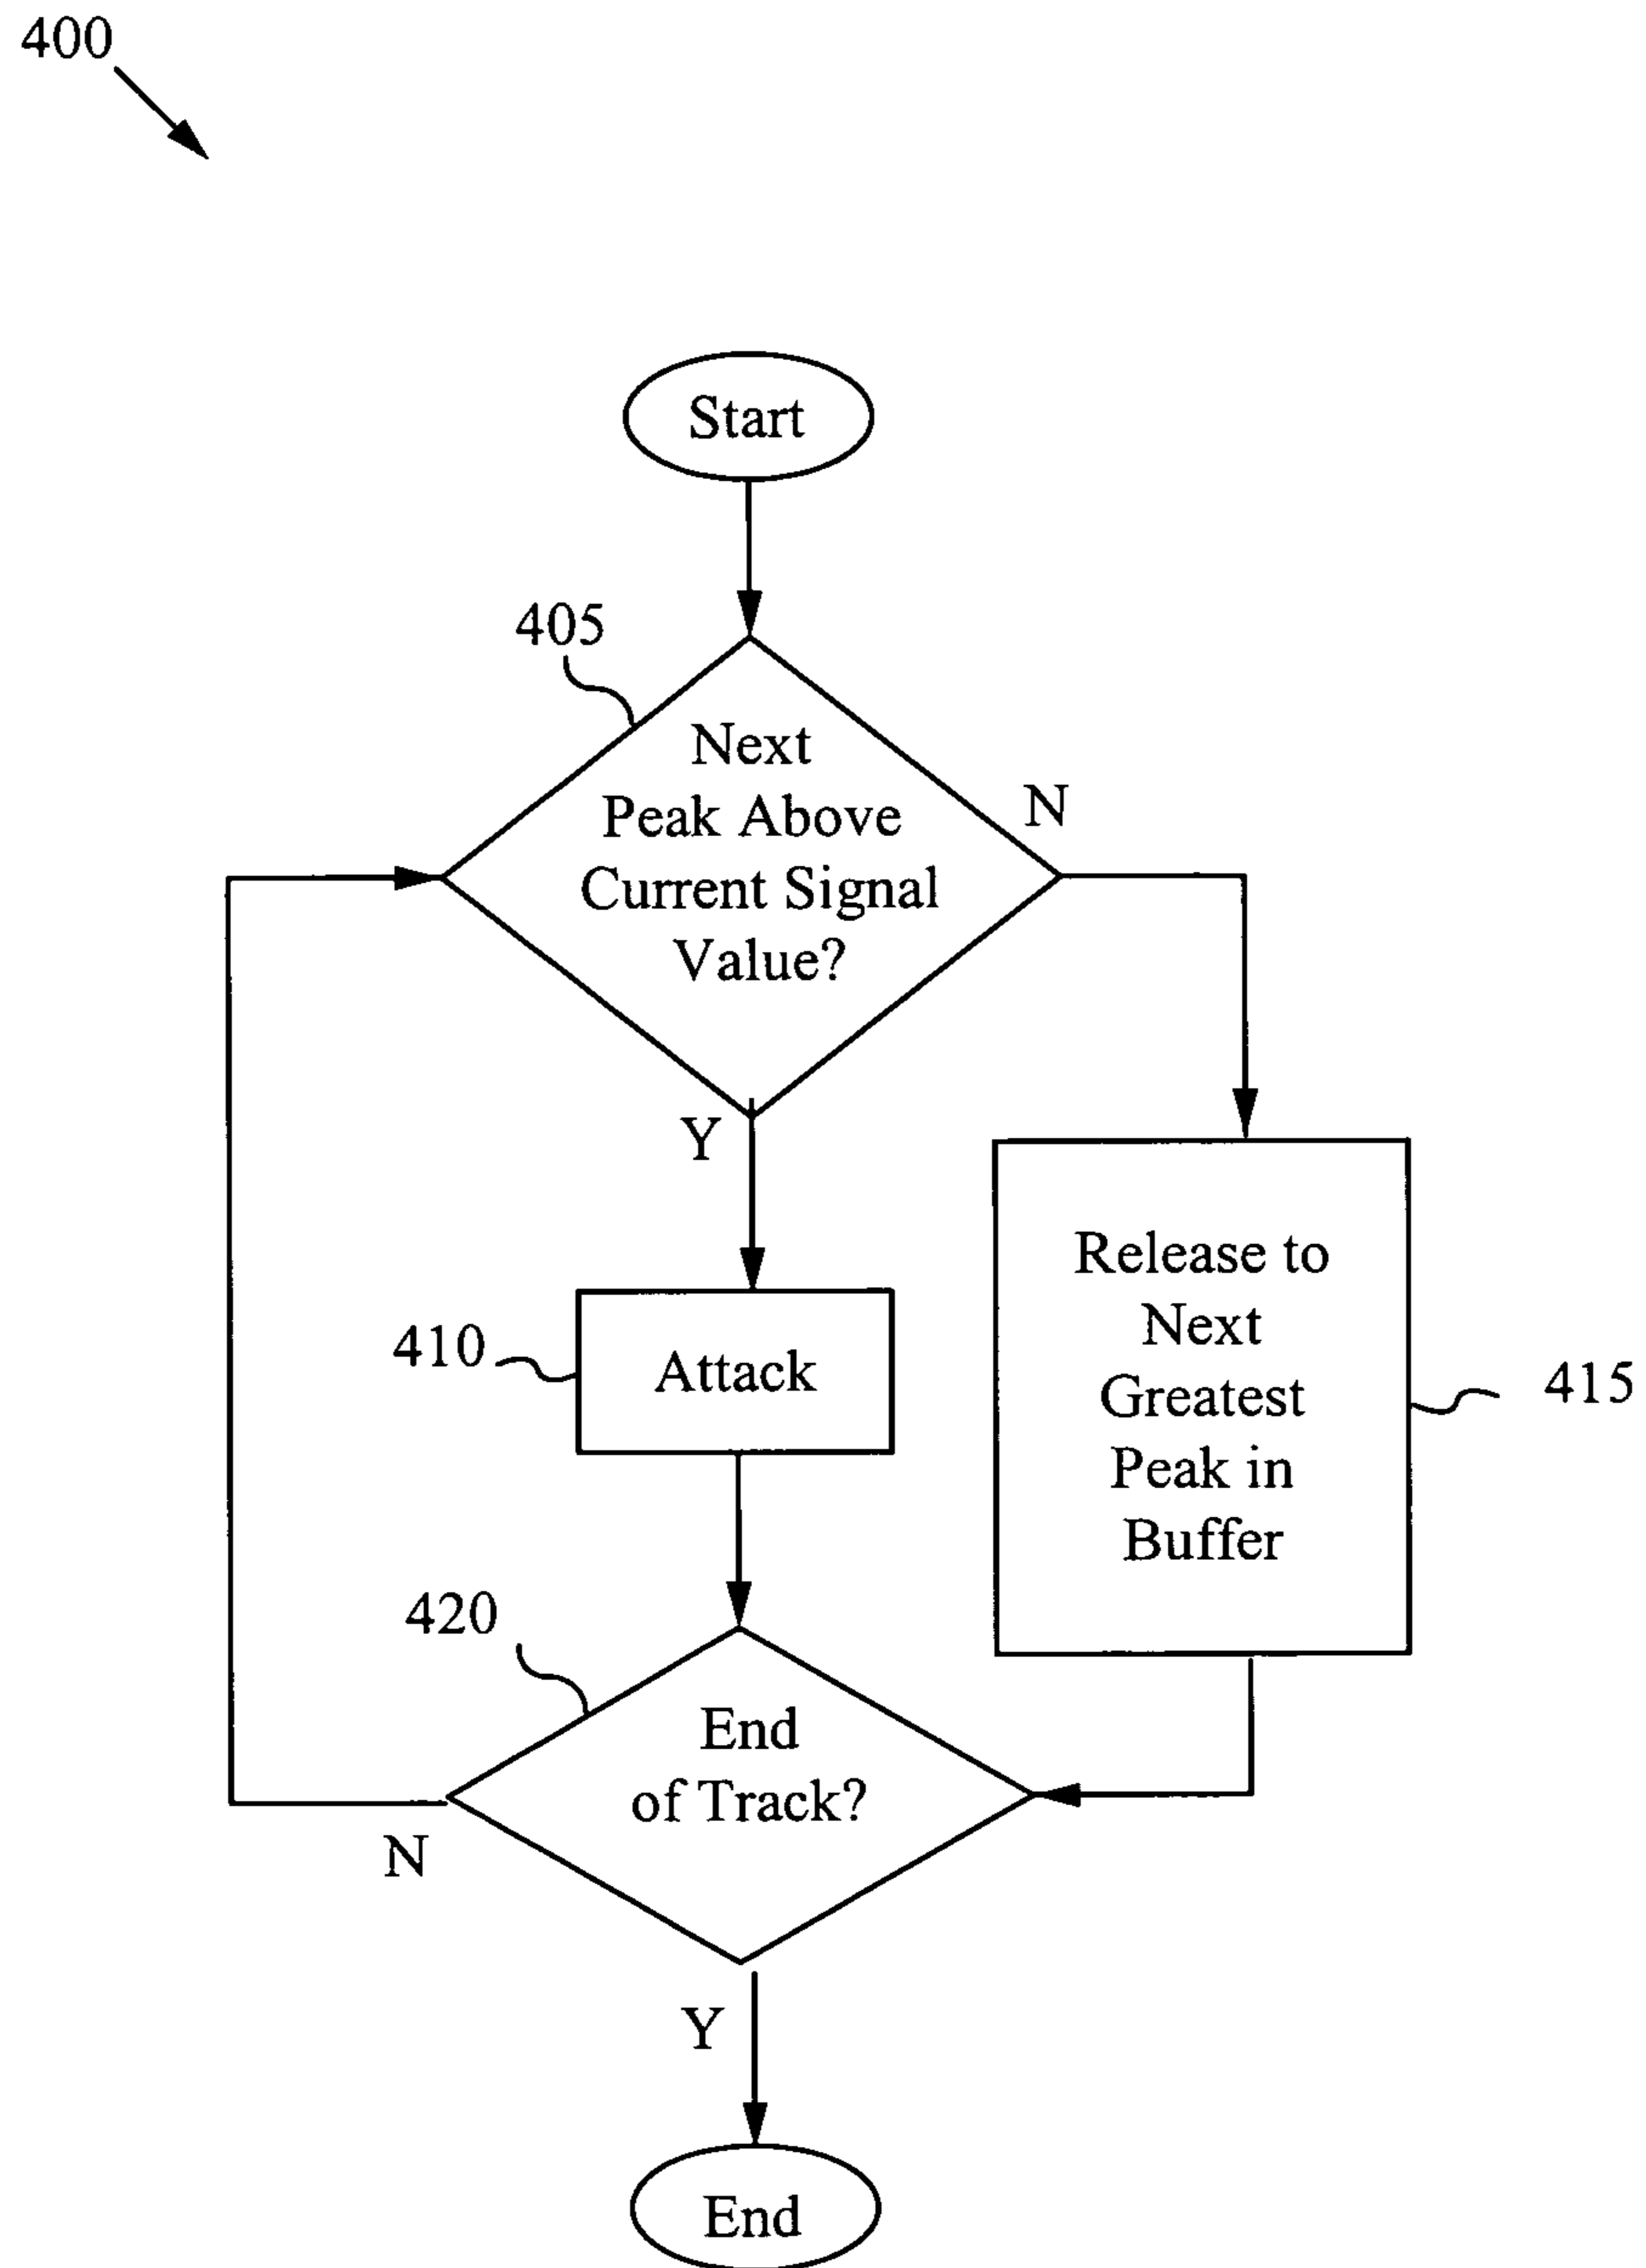 400
Start
405
Next
Peak Above
Current Signal
Value?
N
Y
410
Attack
Release to
Next
Greatest
Peak in
Buffer
415
420
End
of Track?
N
Y
End